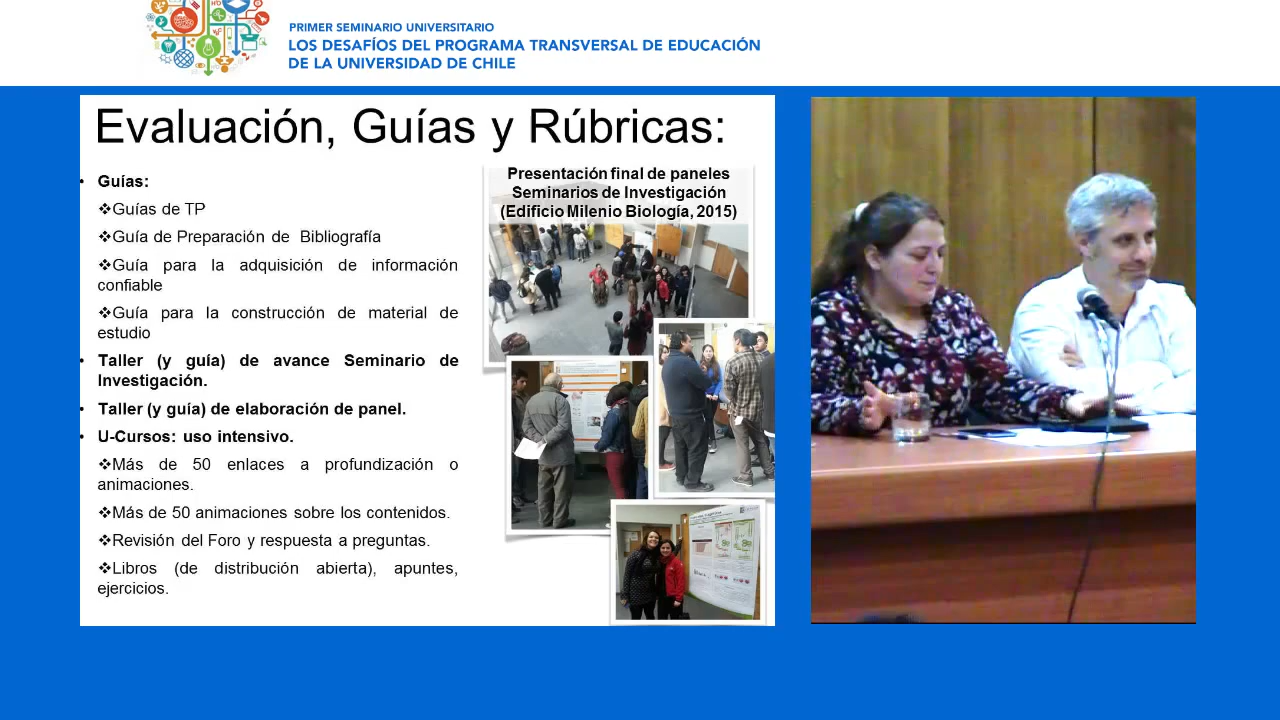 PRIMER SEMINARIO UNIVERSITARIO
LOS DESAFÍOS DEL PROGRAMA TRANSVERSAL DE EDUCACIÓN
DE LA UNIVERSIDAD DE CHILE
Evaluación, Guías y Rúbricas:
• Guías:
❖Guías de TP
❖Guía de Preparación de Bibliografía
❖Guía para la adquisición de información
confiable
❖Guía para la construcción de material de
estudio
• Taller (y guía) de avance Seminario de
Investigación.
• Taller (y guía) de elaboración de panel.
• U-Cursos: uso intensivo.
❖Más de 50 enlaces a profundización o
animaciones.
❖Más de 50 animaciones sobre los contenidos.
❖Revisión del Foro y respuesta a preguntas.
❖Libros (de distribución abierta), apuntes,
ejercicios.
Presentación final de paneles
Seminarios de Investigación
(Edificio Milenio Biología, 2015)